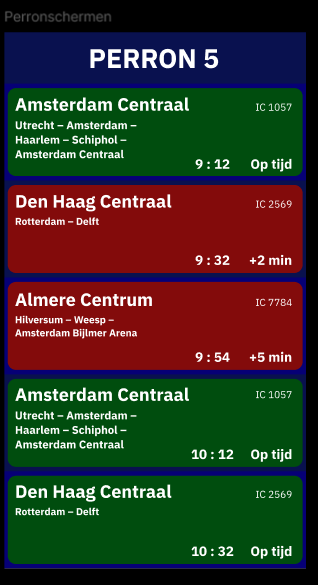 Perronschermen
PERRON 5
Amsterdam Centraal
IC 1057
Utrecht – Amsterdam –
Haarlem – Schiphol –
Amsterdam Centraal
9 : 12 Op tijd
Den Haag Centraal
IC 2569
Rotterdam – Delft
9 : 32 +2 min
Almere Centrum
IC 7784
Hilversum – Weesp –
Amsterdam Bijlmer Arena
9 : 54 +5 min
Amsterdam Centraal
IC 1057
Utrecht – Amsterdam –
Haarlem – Schiphol –
Amsterdam Centraal
10 : 12 Op tijd
Den Haag Centraal
IC 2569
Rotterdam – Delft
10 : 32 Op tijd